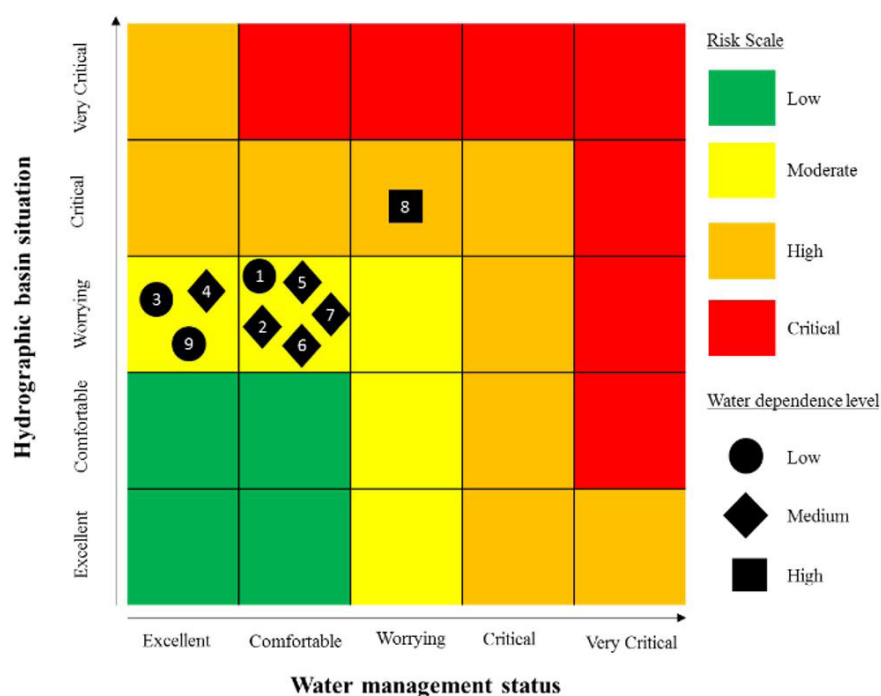 Hydrographic basin situation
Very Critical
Critical
Worrying
Comfortable
Excellent
8
3
4
9
1
5
2
7
6
Excellent
Comfortable
Worrying
Critical
Very Critical
Water management status
Risk Scale
Low
Moderate
High
Critical
Water dependence level
Low
Medium
High